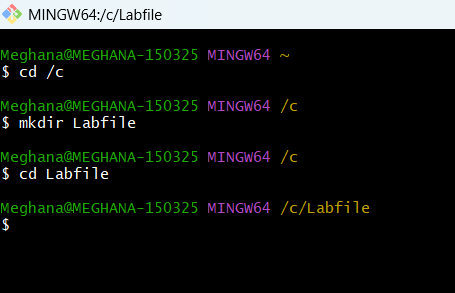 MINGW64:/c/Labfile
Meghana@MEGHANA-150325 MINGW64 ~
$ cd /c
Meghana@MEGHANA-150325 MINGW64 /c
$ mkdir Labfile
Meghana@MEGHANA-150325 MINGW64 /c
$ cd Labfile
Meghana@MEGHANA-150325 MINGW64 /c/Labfile
$